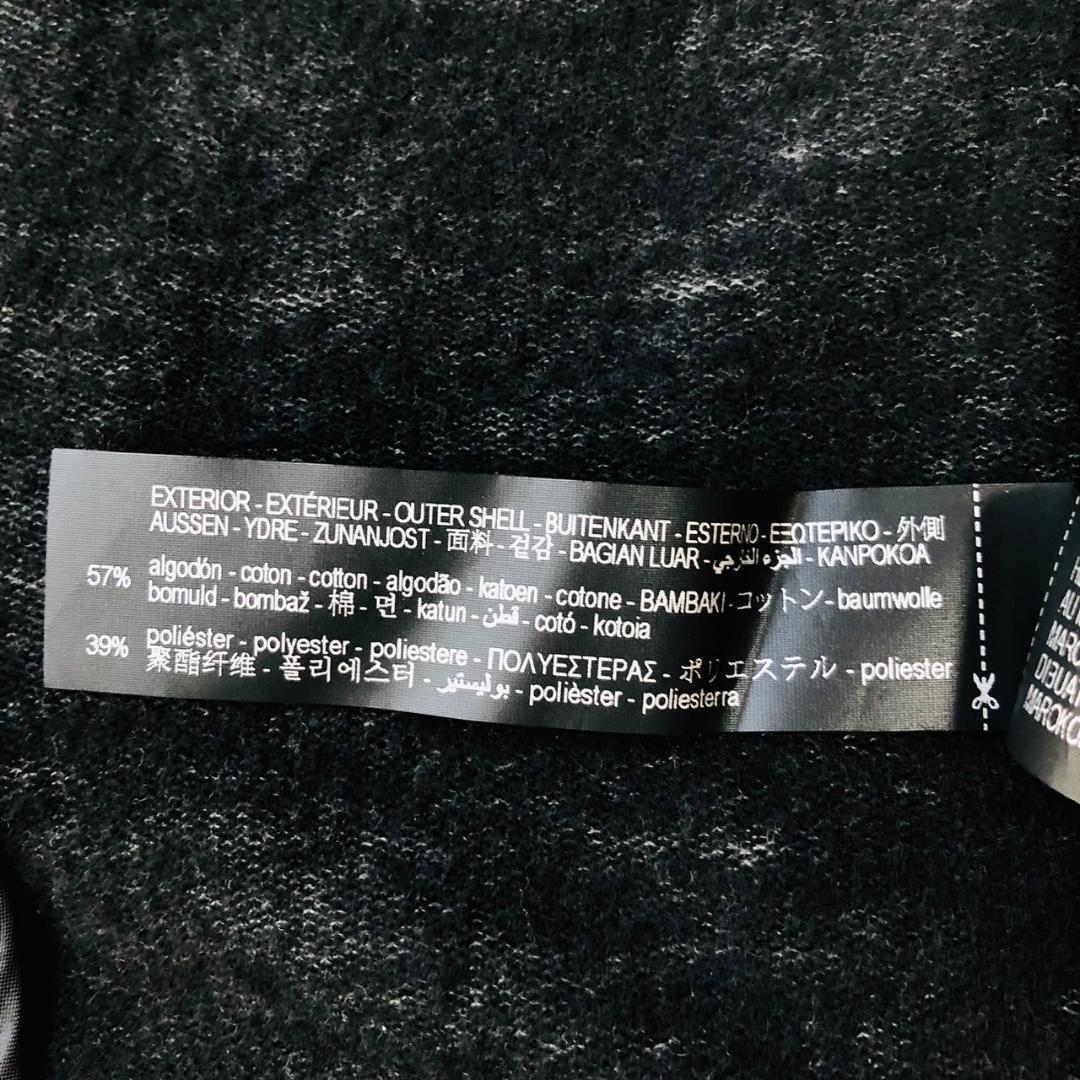 EXTERIOR - EXTÉRIEUR - OUTER SHELL - BUITENKANT - ESTERNO - ΕΞΩΤΕΡΙΚΟ - 外側
AUSSEN - YDRE - ZUNANJOST - 面料 - 겉감 - BAGIAN LUAR - الجزء الخارجي - KANPOKOA
57% algodón - coton - cotton - algodão - katoen - cotone - ΒΑΜΒΑΚΙ - コットン - baumwolle
bomuld - bombaž - 棉 - 면 - katun - قطن - cotó - kotoia
39% poliéster - polyester - poliestere - ΠΟΛΥΕΣΤΕΡΑΣ - ポリエステル - poliester
聚酯纤维 - 폴리에스터 - بوليستير - polièster - poliesterra
MAROKO